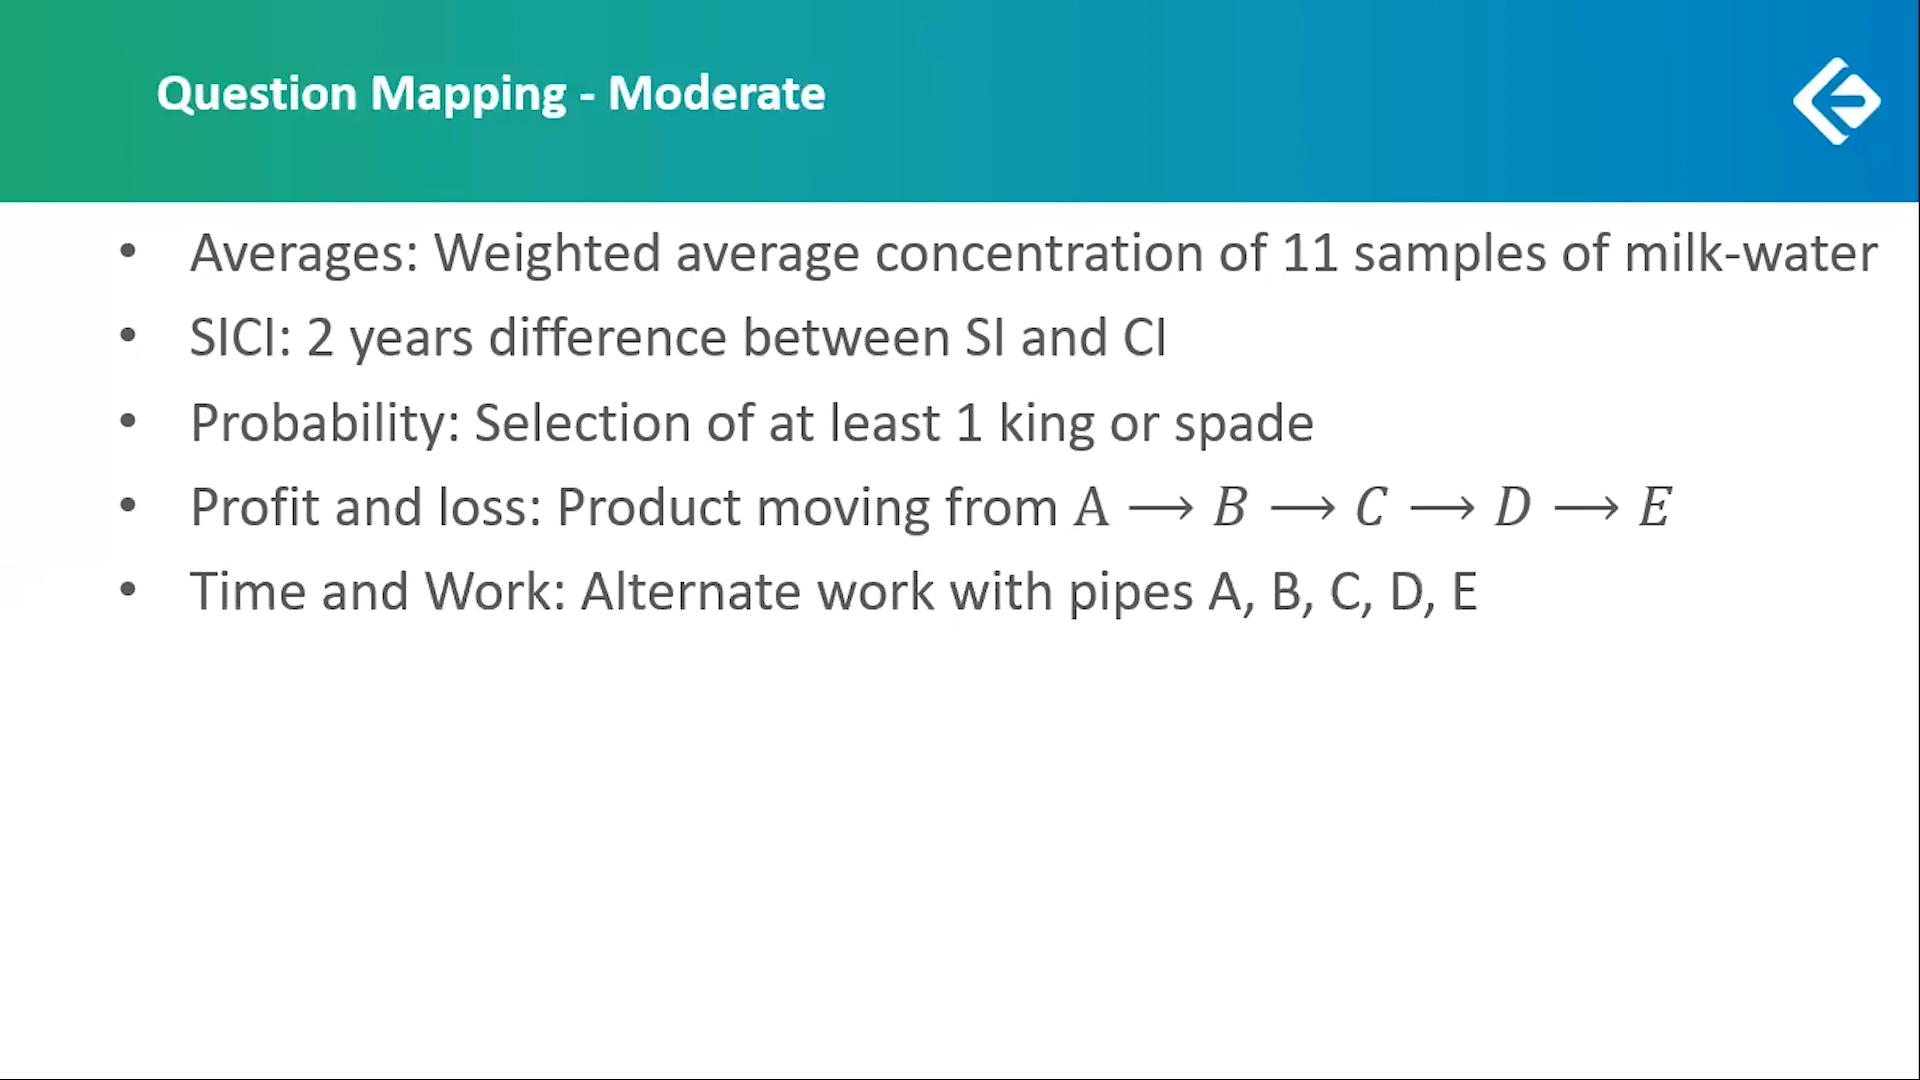 Question Mapping - Moderate
• Averages: Weighted average concentration of 11 samples of milk-water
• SICI: 2 years difference between SI and CI
• Probability: Selection of at least 1 king or spade
• Profit and loss: Product moving from A ⟶ B ⟶ C ⟶ D ⟶ E
• Time and Work: Alternate work with pipes A, B, C, D, E